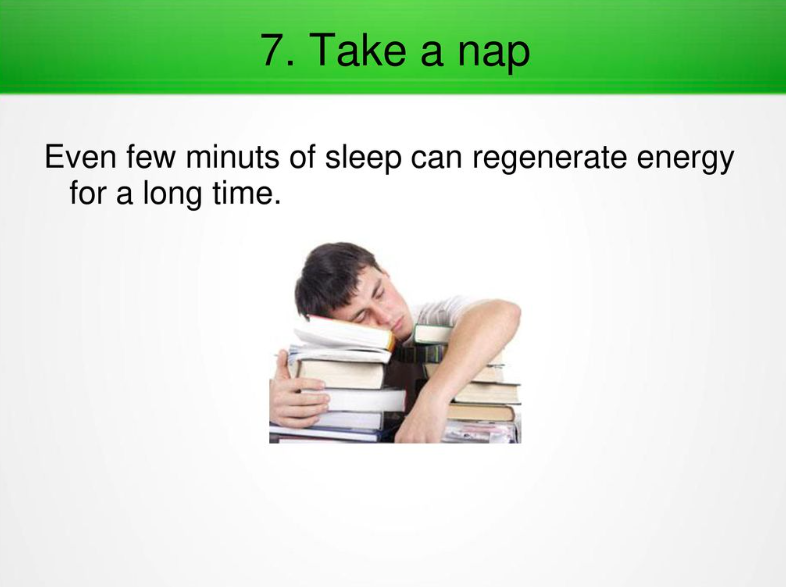 7. Take a nap
Even few minuts of sleep can regenerate energy
for a long time.